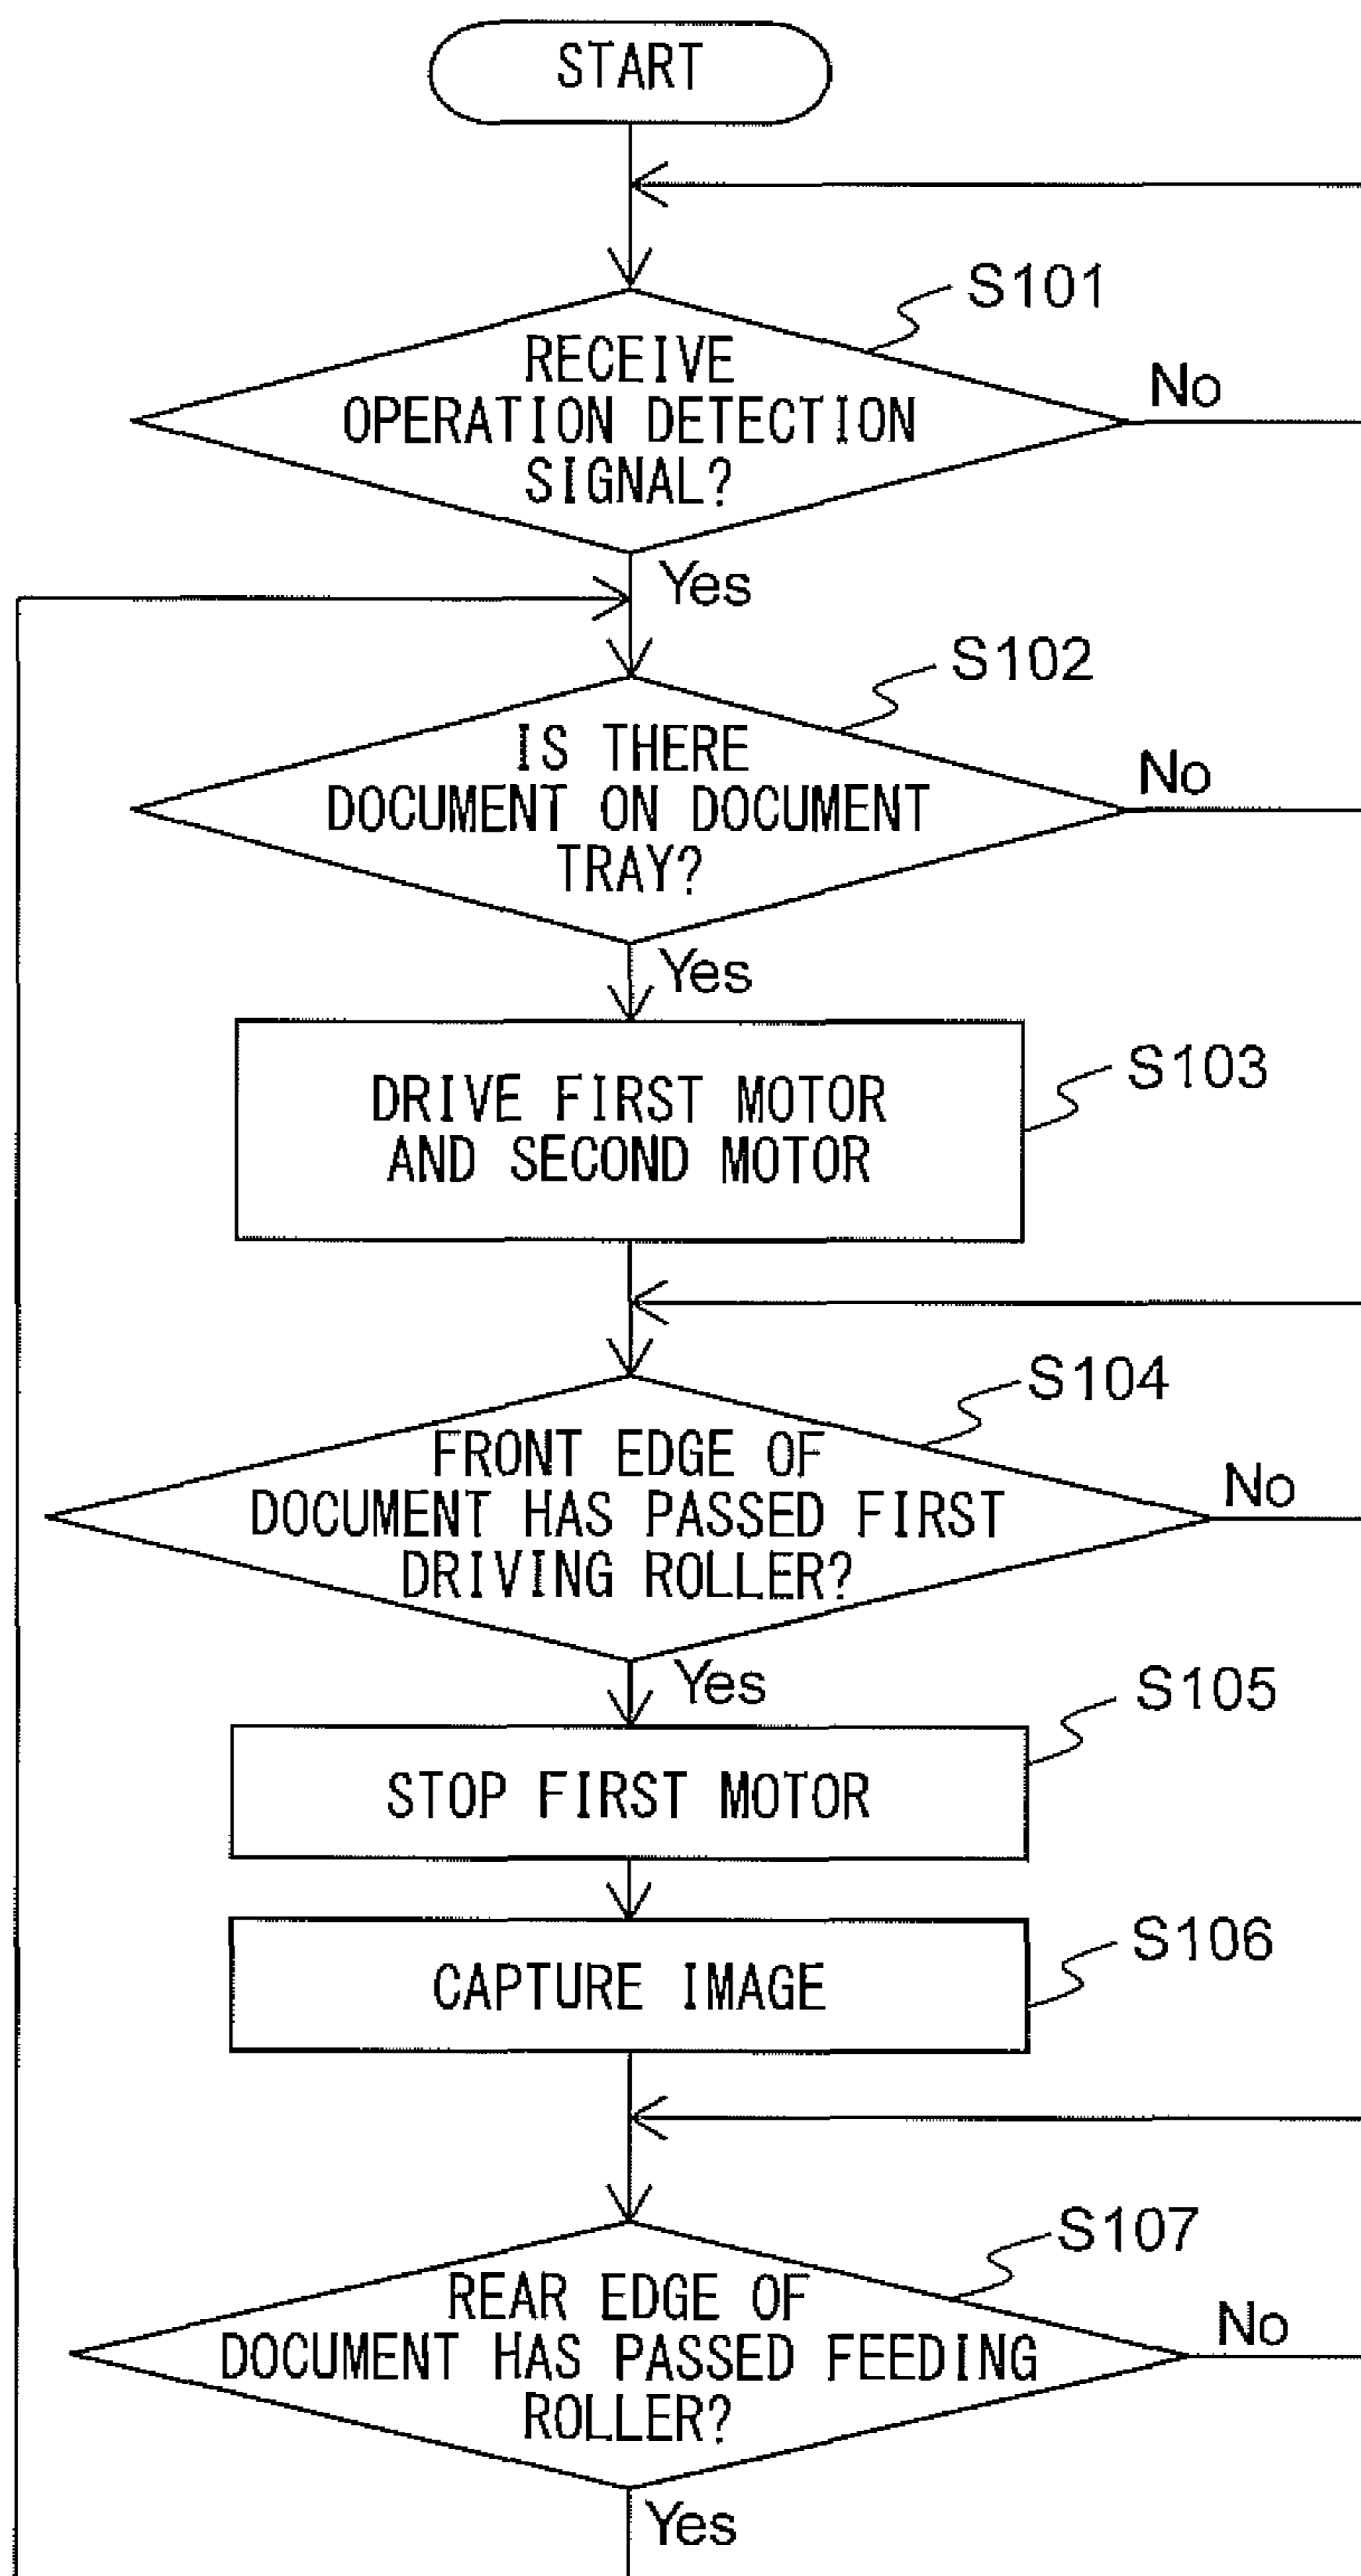 START
S101
RECEIVE
OPERATION DETECTION
SIGNAL?
No
Yes
S102
IS THERE
DOCUMENT ON DOCUMENT
TRAY?
No
Yes
S103
DRIVE FIRST MOTOR
AND SECOND MOTOR
S104
FRONT EDGE OF
DOCUMENT HAS PASSED FIRST
DRIVING ROLLER?
No
Yes
S105
STOP FIRST MOTOR
S106
CAPTURE IMAGE
S107
REAR EDGE OF
DOCUMENT HAS PASSED FEEDING
ROLLER?
No
Yes